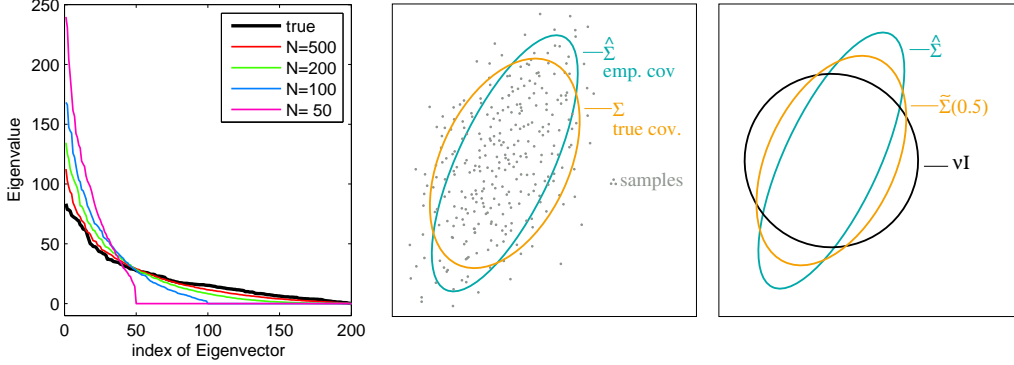 250
200
150
100
50
0
0
50
100
150
200
Eigenvalue
index of Eigenvector
true
N=500
N=200
N=100
N= 50
Σ̂
emp. cov
Σ
true cov.
samples
Σ̂
Σ̃(0.5)
νI